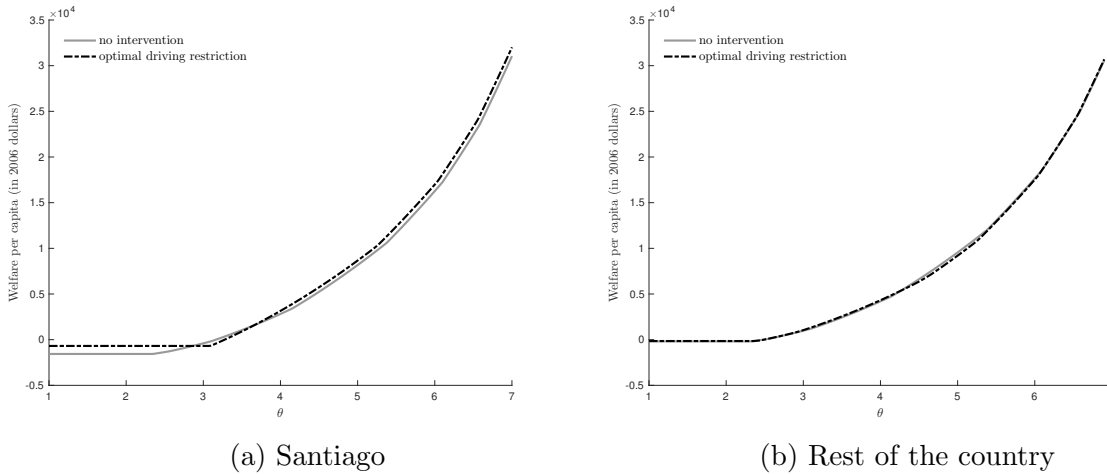 ×10⁴
3.5
3
2.5
2
1.5
1
0.5
0
-0.5
1 2 3 4 5 6 7
Welfare per capita (in 2006 dollars)
θ
no intervention
optimal driving restriction
(a) Santiago
×10⁴
3.5
3
2.5
2
1.5
1
0.5
0
-0.5
1 2 3 4 5 6
Welfare per capita (in 2006 dollars)
θ
no intervention
optimal driving restriction
(b) Rest of the country